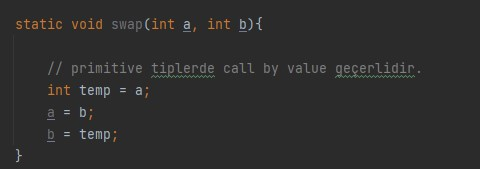 static void swap(int a, int b){
// primitive tiplerde call by value geçerlidir.
int temp = a;
a = b;
b = temp;
}